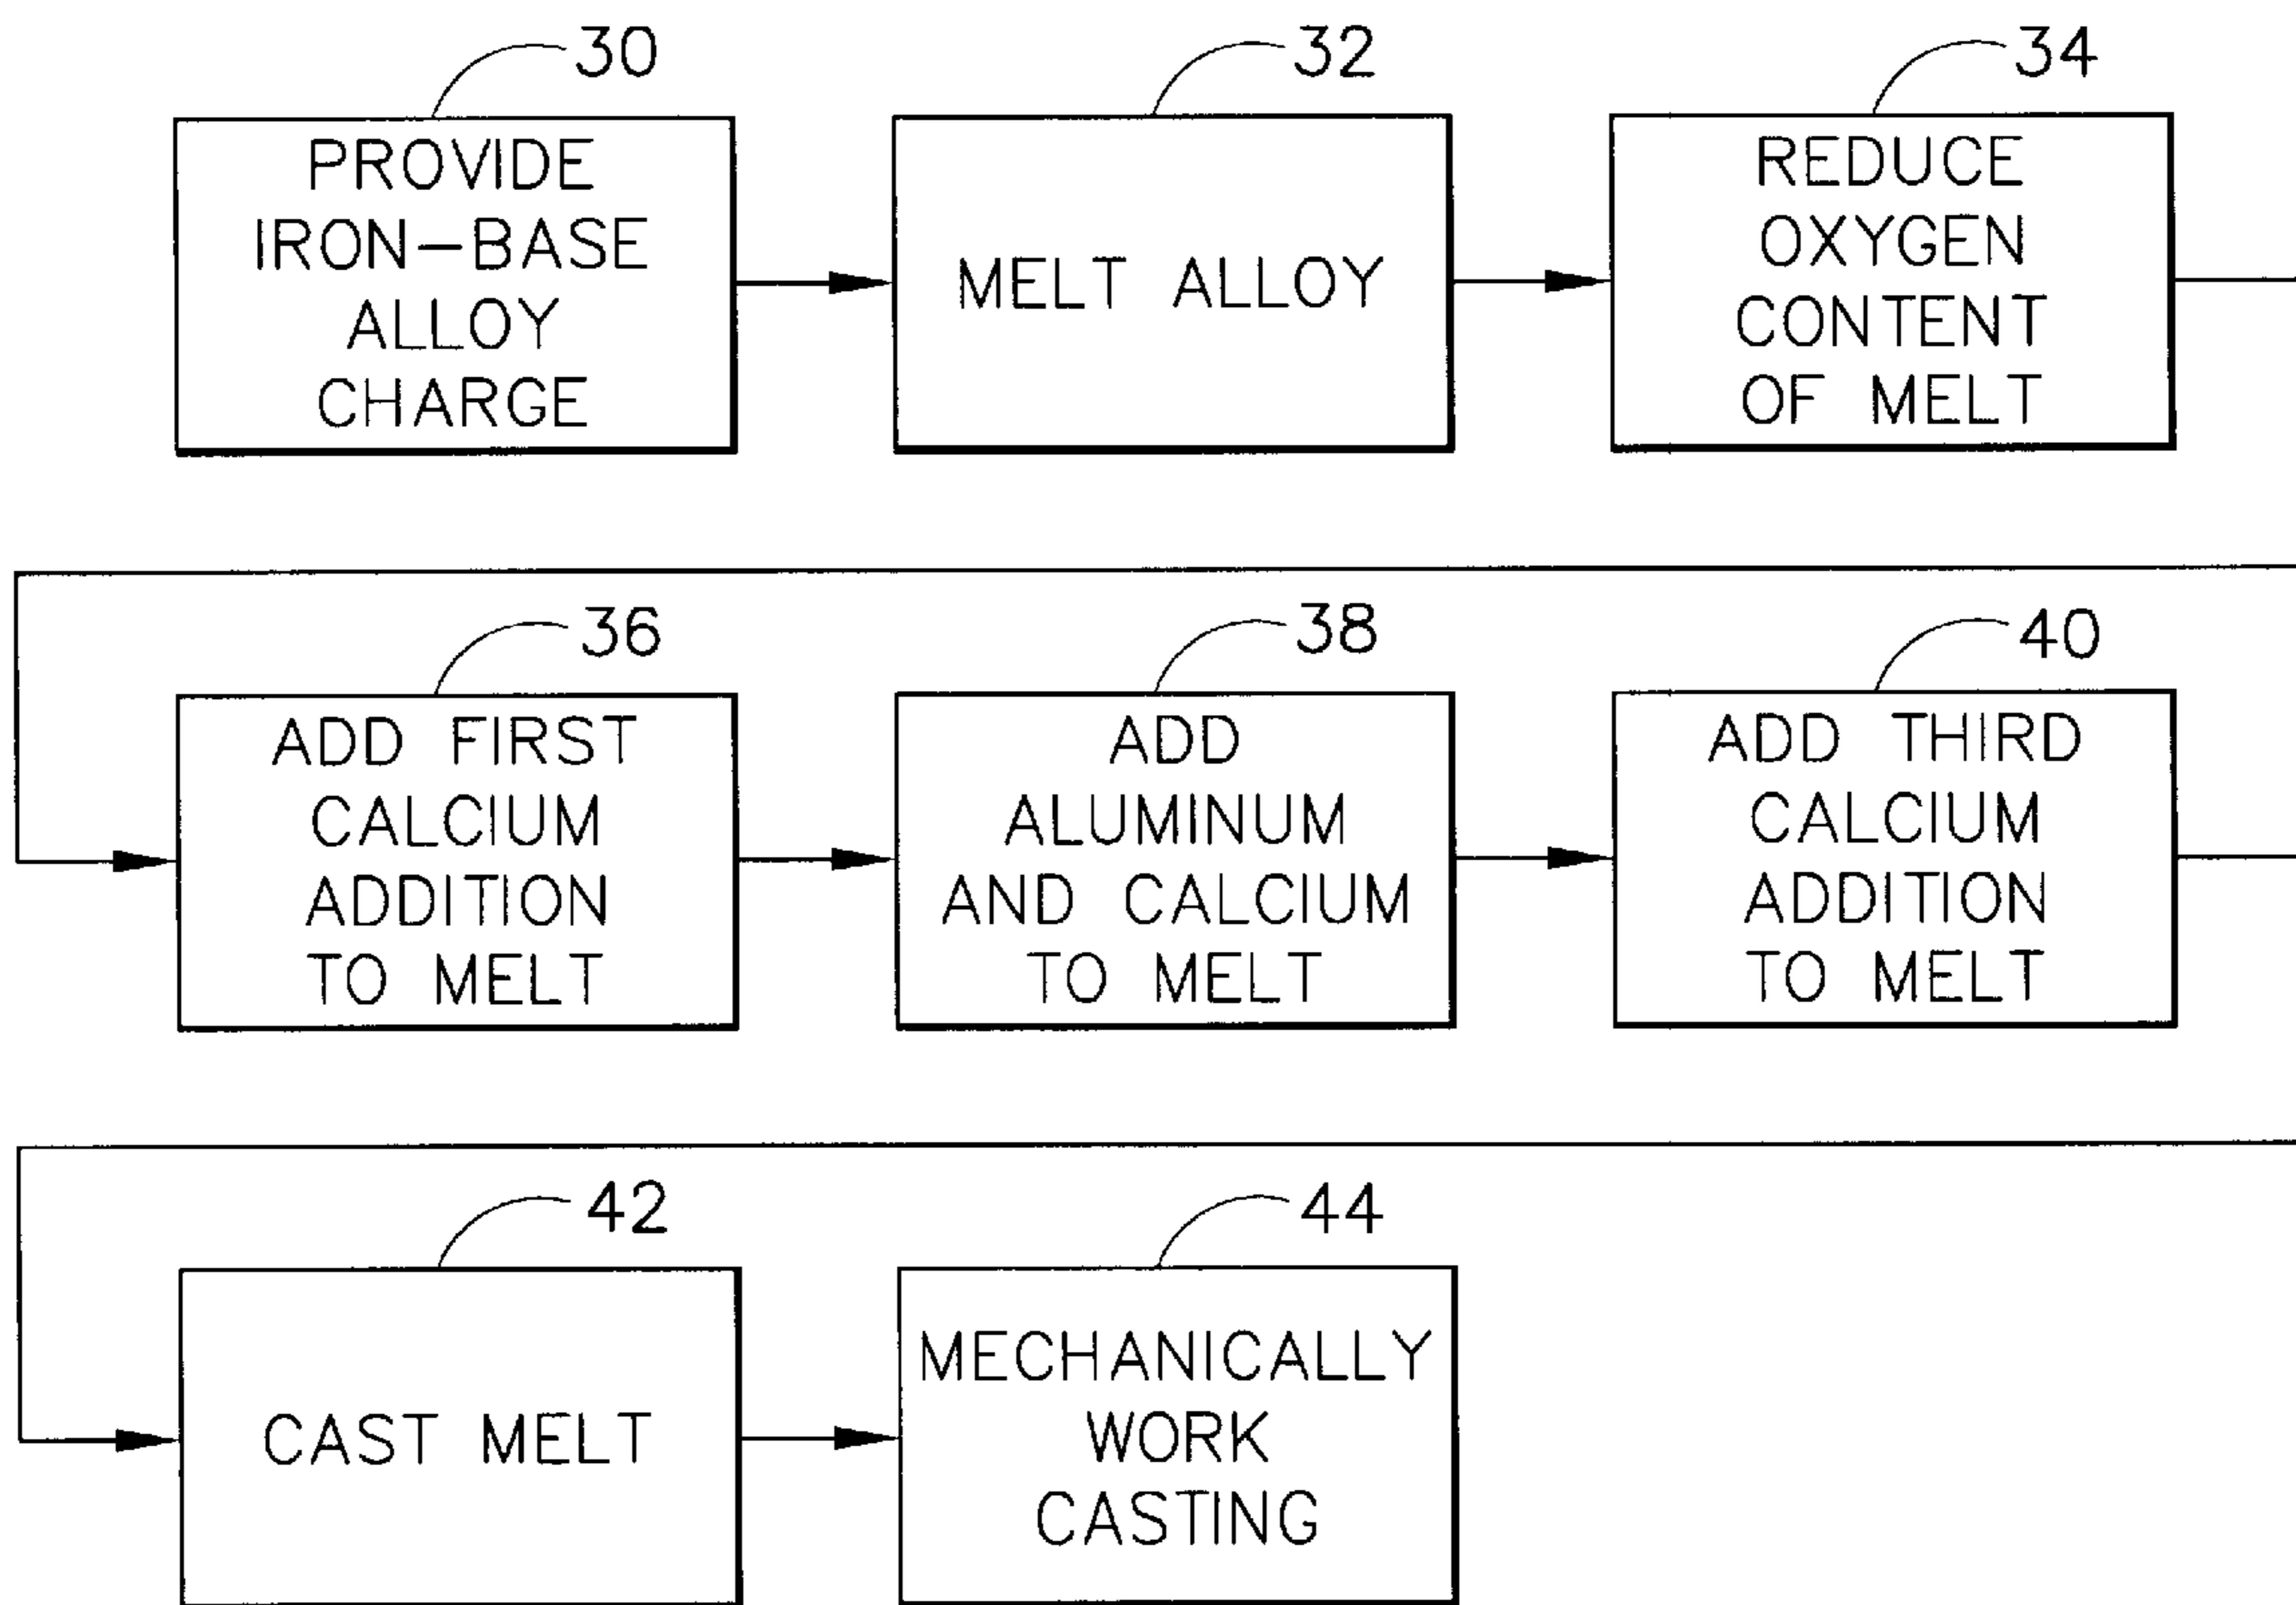 30
PROVIDE
IRON-BASE
ALLOY
CHARGE
32
MELT ALLOY
34
REDUCE
OXYGEN
CONTENT
OF MELT
36
ADD FIRST
CALCIUM
ADDITION
TO MELT
38
ADD
ALUMINUM
AND CALCIUM
TO MELT
40
ADD THIRD
CALCIUM
ADDITION
TO MELT
42
CAST MELT
44
MECHANICALLY
WORK
CASTING